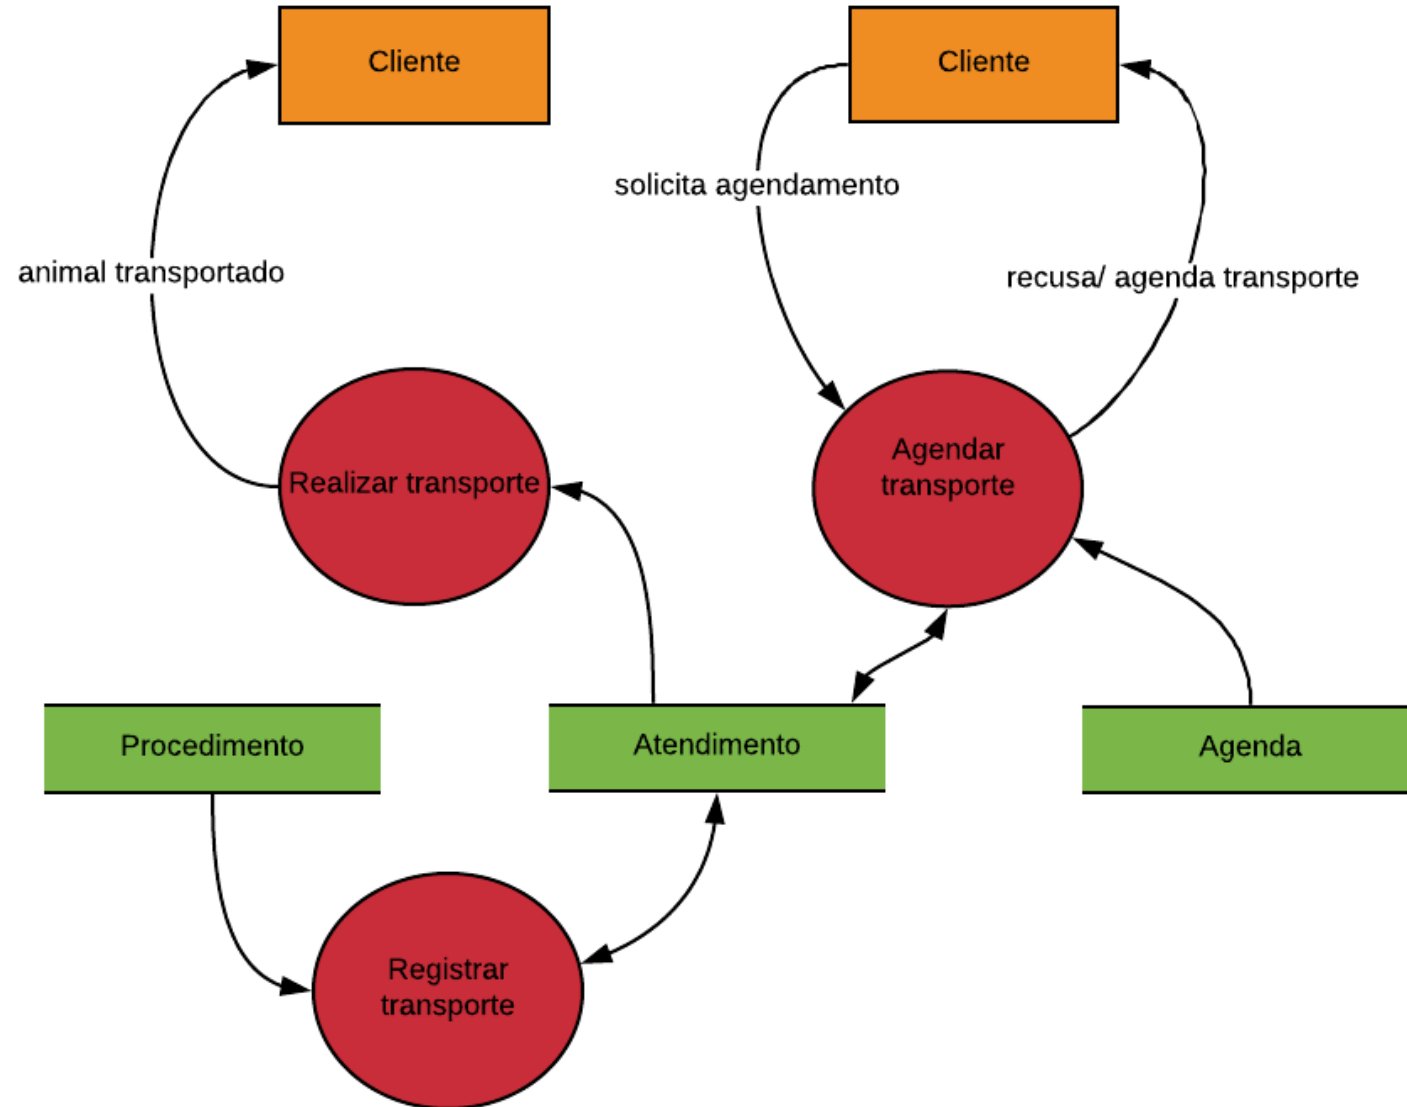 Cliente
Cliente
solicita agendamento
animal transportado
recusa/ agenda transporte
Realizar transporte
Agendar
transporte
Procedimento
Atendimento
Agenda
Registrar
transporte